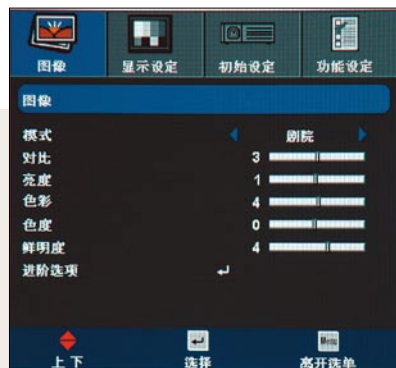 图像 显示设定 初始设定 功能设定
图像
模式 剧院
对比 3
亮度 1
色彩 4
色度 0
鲜明度 4
进阶选项
Menu
上下 选择 离开选单